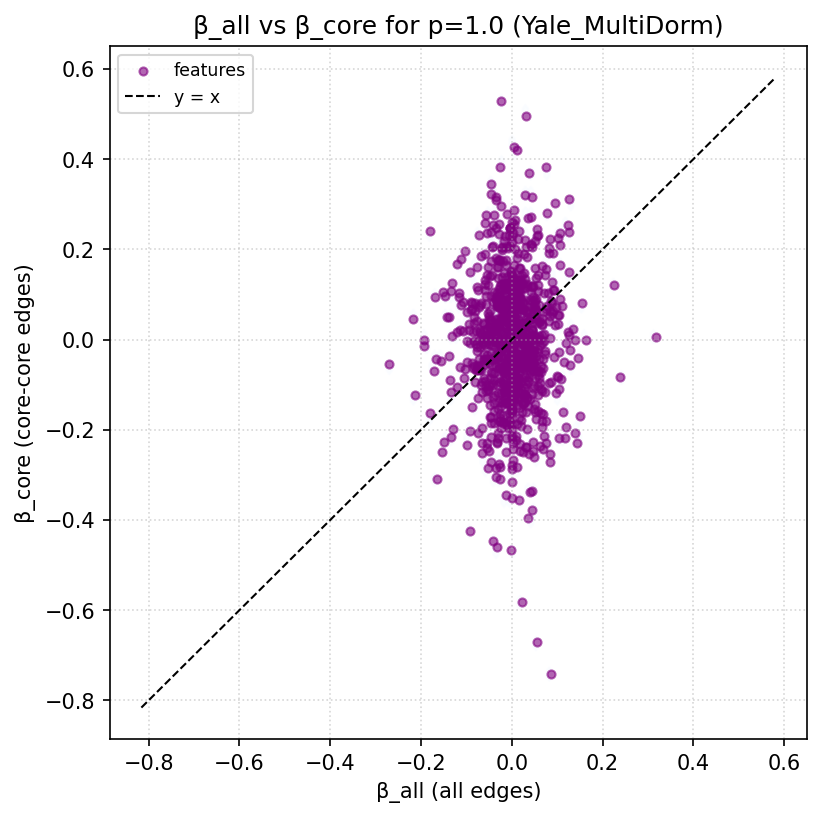 β_all vs β_core for p=1.0 (Yale_MultiDorm)
features
y = x
0.6
0.4
0.2
0.0
−0.2
−0.4
−0.6
−0.8
β_core (core-core edges)
−0.8 −0.6 −0.4 −0.2 0.0 0.2 0.4 0.6
β_all (all edges)